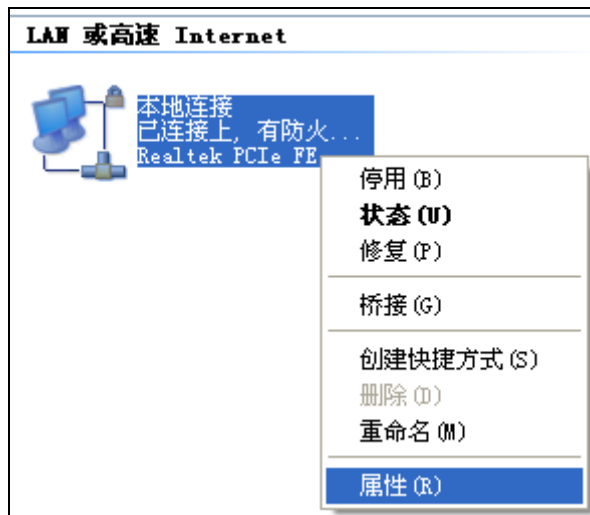 LAN 或高速 Internet
本地连接
已连接上, 有防火...
Realtek PCIe FE
停用(B)
状态(U)
修复(P)
桥接(G)
创建快捷方式(S)
删除(D)
重命名(M)
属性(R)